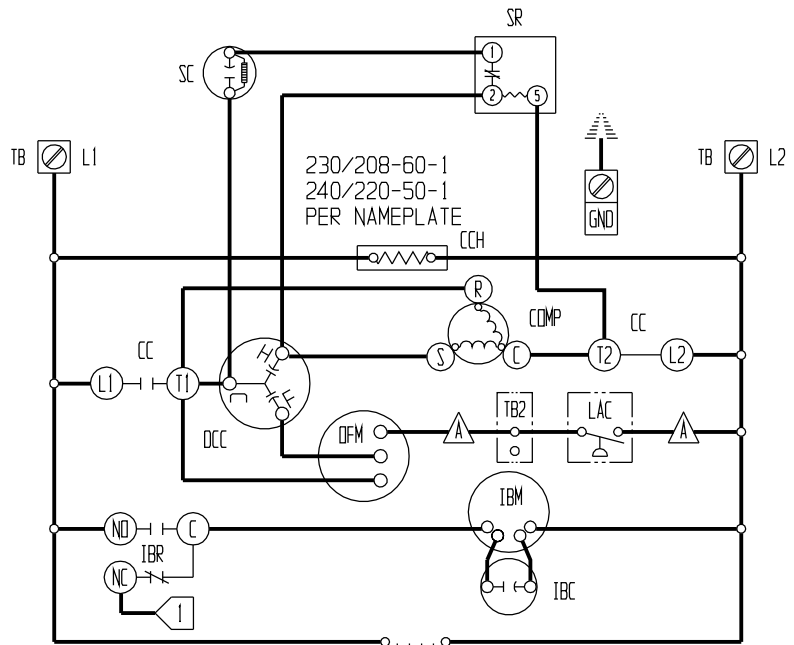 SR
SC
1
2
5
TB
L1
TB
L2
230/208-60-1
240/220-50-1
PER NAMEPLATE
GND
CCH
R
COMP
CC
CC
H
S
C
T2
L2
L1
T1
C
F
TB2
LAC
DCC
OFM
A
A
IBM
NO
C
IBR
NC
IBC
1